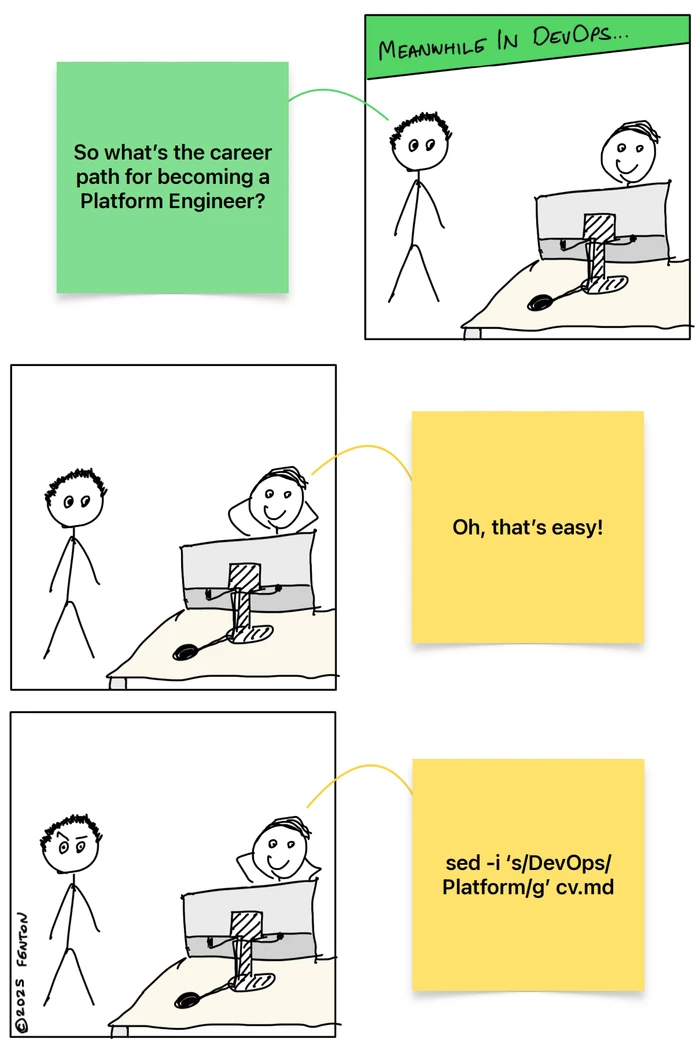 MEANWHILE IN DEVOPS...
So what’s the career
path for becoming a
Platform Engineer?
Oh, that’s easy!
sed -i ‘s/DevOps/
Platform/g’ cv.md
©2025 FENTON